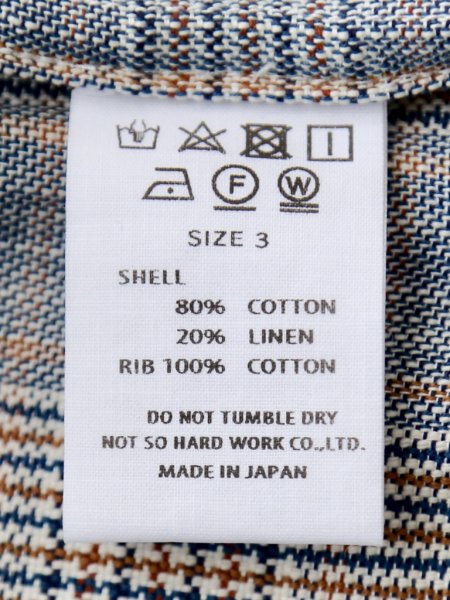 F W
SIZE 3
SHELL
80% COTTON
20% LINEN
RIB 100% COTTON
DO NOT TUMBLE DRY
NOT SO HARD WORK CO.,LTD.
MADE IN JAPAN